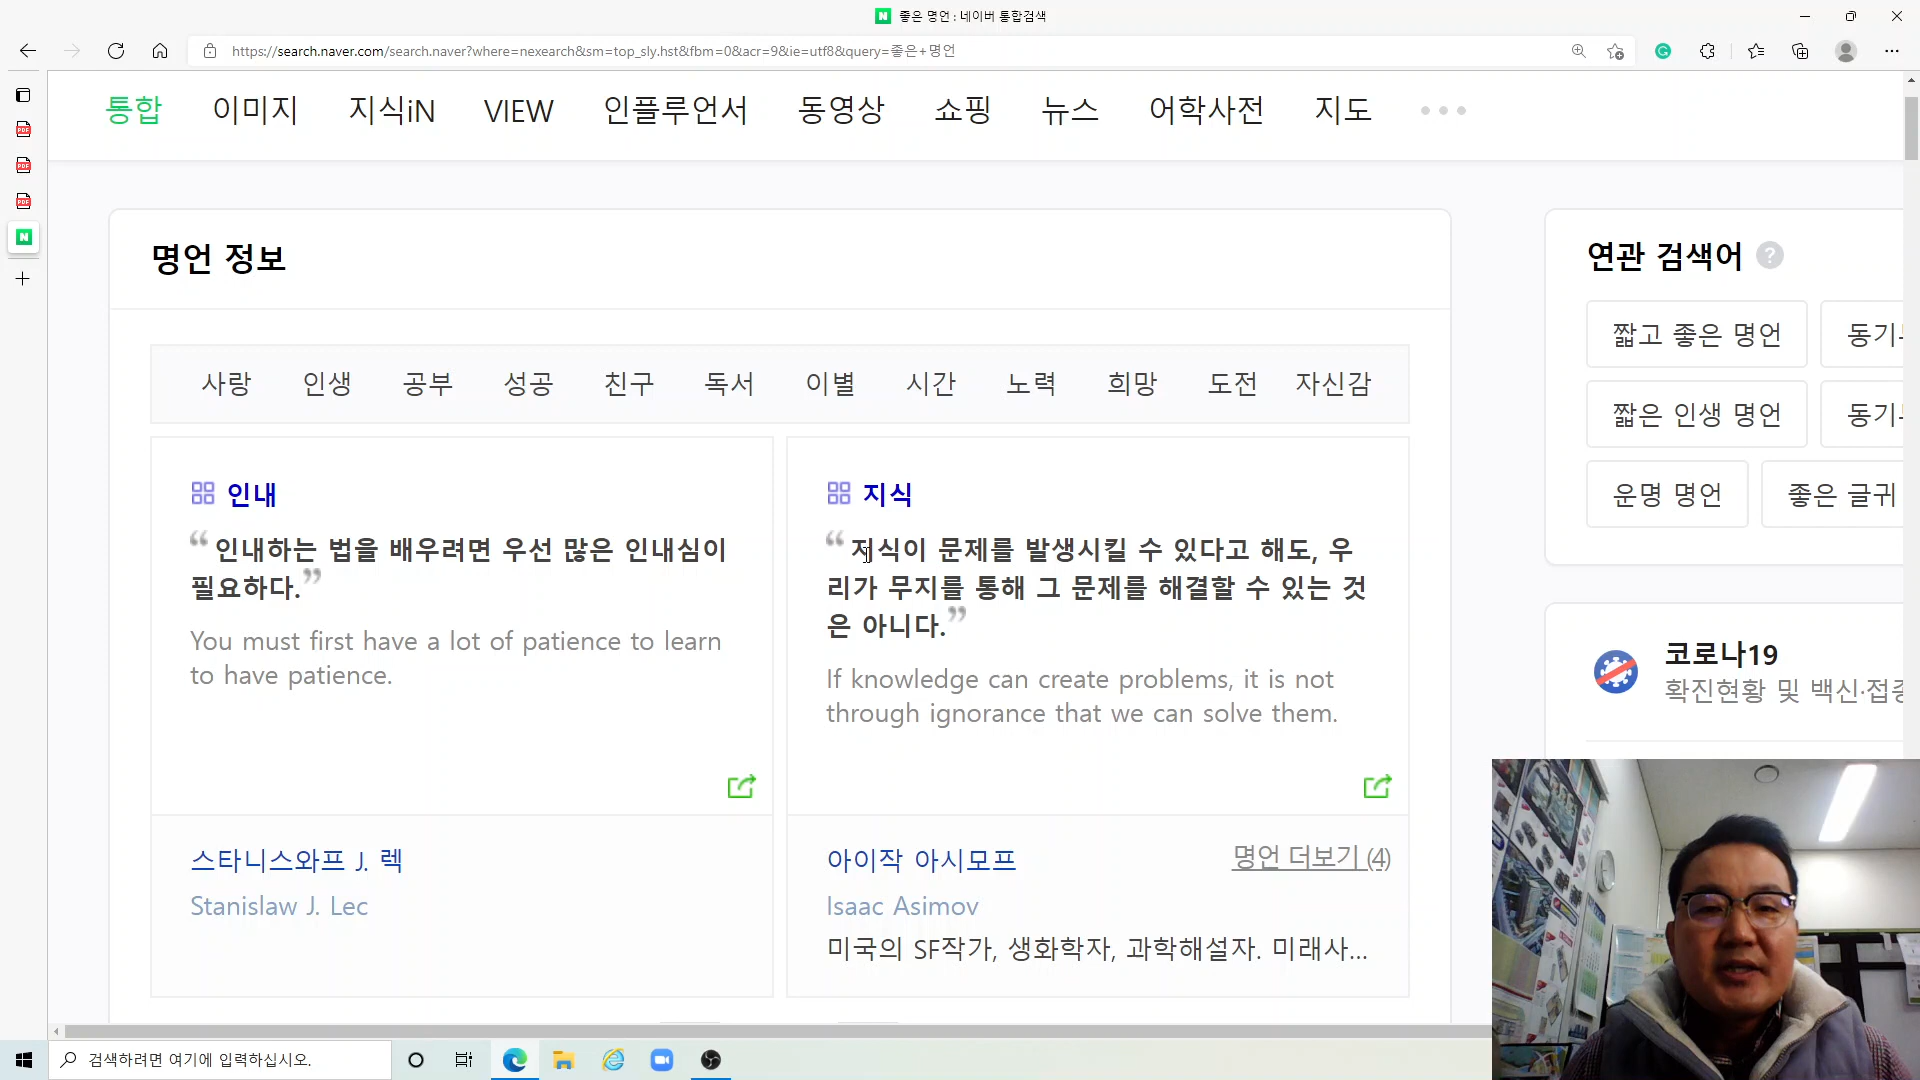 좋은 명언 : 네이버 통합검색
https://search.naver.com/search.naver?where=nexearch&sm=top_sly.hst&fbm=0&acr=9&ie=utf8&query=좋은+명언
통합 이미지 지식iN VIEW 인플루언서 동영상 쇼핑 뉴스 어학사전 지도
명언 정보
사랑 인생 공부 성공 친구 독서 이별 시간 노력 희망 도전 자신감
인내
“인내하는 법을 배우려면 우선 많은 인내심이
필요하다.”
You must first have a lot of patience to learn
to have patience.
스타니스와프 J. 렉
Stanislaw J. Lec
지식
“지식이 문제를 발생시킬 수 있다고 해도, 우
리가 무지를 통해 그 문제를 해결할 수 있는 것
은 아니다.”
If knowledge can create problems, it is not
through ignorance that we can solve them.
아이작 아시모프 명언 더보기 (4)
Isaac Asimov
미국의 SF작가, 생화학자, 과학해설자. 미래사...
연관 검색어 ?
짧고 좋은 명언 동기
짧은 인생 명언 동기
운명 명언 좋은 글귀
코로나19
확진현황 및 백신·접종
검색하려면 여기에 입력하십시오.